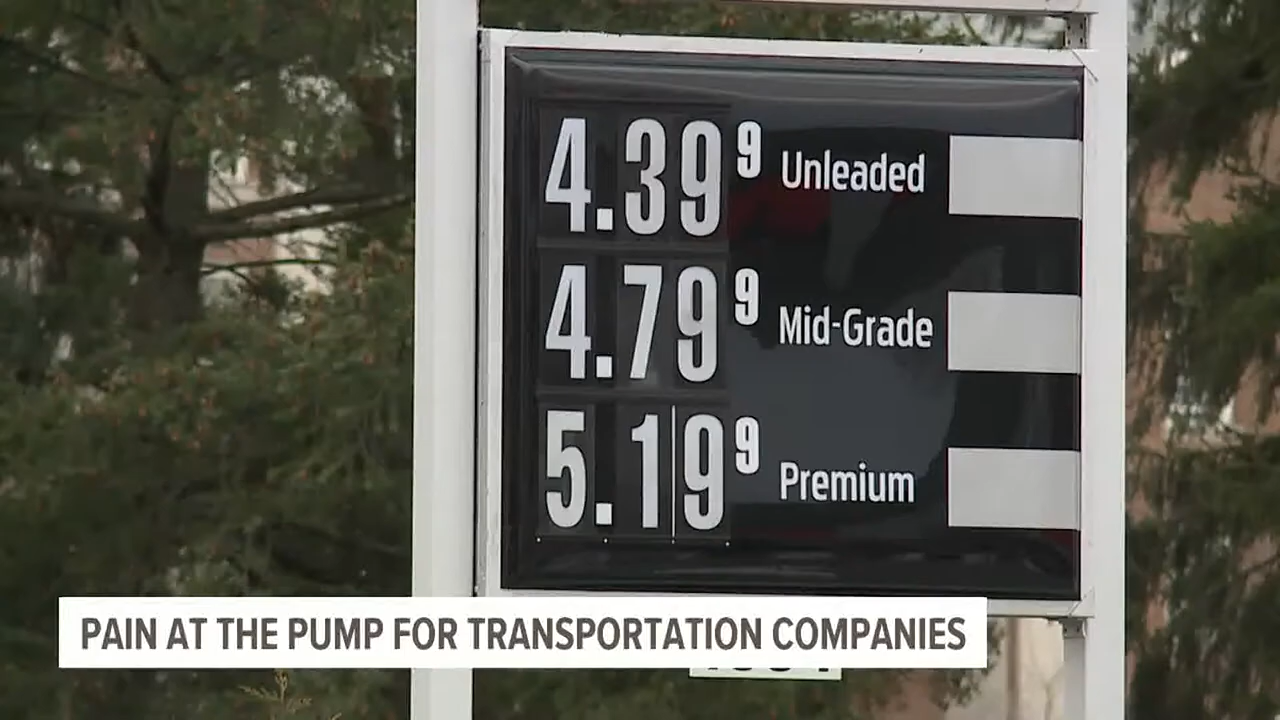 4.39 9 Unleaded
4.79 9 Mid-Grade
5.19 9 Premium
PAIN AT THE PUMP FOR TRANSPORTATION COMPANIES